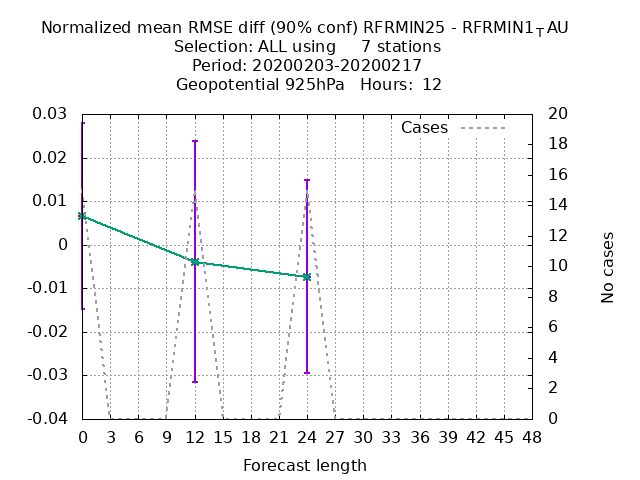 Normalized mean RMSE diff (90% conf) RFRMIN25 - RFRMIN1_TAU
Selection: ALL using     7 stations
Period: 20200203-20200217
Geopotential 925hPa   Hours:  12
Cases
0.03
0.02
0.01
0
-0.01
-0.02
-0.03
-0.04
20
18
16
14
12
10
8
6
4
2
0
No cases
0 3 6 9 12 15 18 21 24 27 30 33 36 39 42 45 48
Forecast length